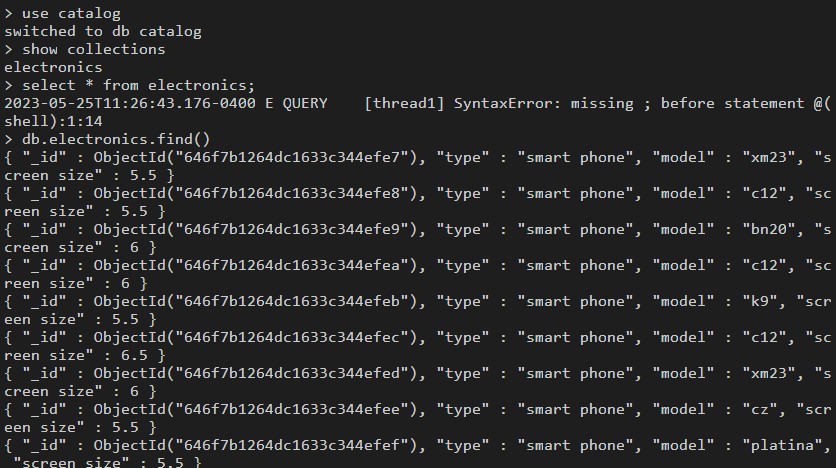 > use catalog
switched to db catalog
> show collections
electronics
> select * from electronics;
2023-05-25T11:26:43.176-0400 E QUERY    [thread1] SyntaxError: missing ; before statement @(
shell):1:14
> db.electronics.find()
{ "_id" : ObjectId("646f7b1264dc1633c344efe7"), "type" : "smart phone", "model" : "xm23", "s
creen size" : 5.5 }
{ "_id" : ObjectId("646f7b1264dc1633c344efe8"), "type" : "smart phone", "model" : "c12", "sc
reen size" : 5.5 }
{ "_id" : ObjectId("646f7b1264dc1633c344efe9"), "type" : "smart phone", "model" : "bn20", "s
creen size" : 6 }
{ "_id" : ObjectId("646f7b1264dc1633c344efea"), "type" : "smart phone", "model" : "c12", "sc
reen size" : 6 }
{ "_id" : ObjectId("646f7b1264dc1633c344efeb"), "type" : "smart phone", "model" : "k9", "scr
een size" : 5.5 }
{ "_id" : ObjectId("646f7b1264dc1633c344efec"), "type" : "smart phone", "model" : "c12", "sc
reen size" : 6.5 }
{ "_id" : ObjectId("646f7b1264dc1633c344efed"), "type" : "smart phone", "model" : "xm23", "s
creen size" : 6 }
{ "_id" : ObjectId("646f7b1264dc1633c344efee"), "type" : "smart phone", "model" : "cz", "scr
een size" : 5.5 }
{ "_id" : ObjectId("646f7b1264dc1633c344efef"), "type" : "smart phone", "model" : "platina",
 "screen size" : 5.5 }